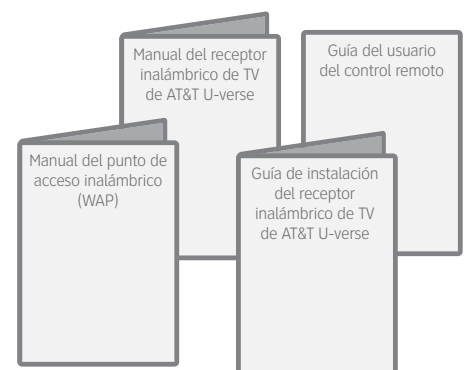 Manual del receptor
inalámbrico de TV
de AT&T U-verse
Guía del usuario
del control remoto
Manual del punto de
acceso inalámbrico
(WAP)
Guía de instalación
del receptor
inalámbrico de TV
de AT&T U-verse